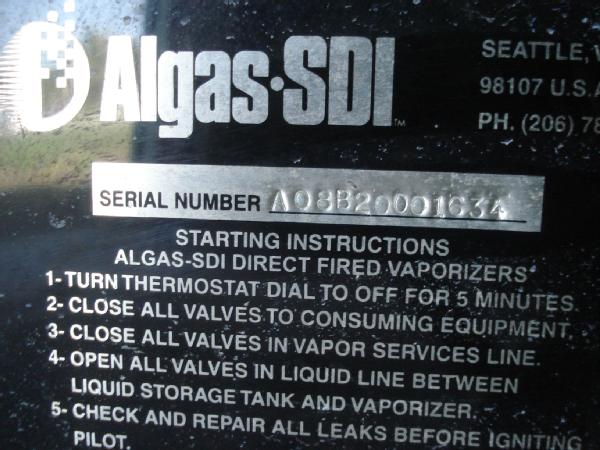 Algas·SDI™
SEATTLE,
98107 U.S.A
PH. (206) 78
SERIAL NUMBER A08B20001634
STARTING INSTRUCTIONS
ALGAS-SDI DIRECT FIRED VAPORIZERS
1- TURN THERMOSTAT DIAL TO OFF FOR 5 MINUTES.
2- CLOSE ALL VALVES TO CONSUMING EQUIPMENT.
3- CLOSE ALL VALVES IN VAPOR SERVICES LINE.
4- OPEN ALL VALVES IN LIQUID LINE BETWEEN
LIQUID STORAGE TANK AND VAPORIZER.
5- CHECK AND REPAIR ALL LEAKS BEFORE IGNITING
PILOT.